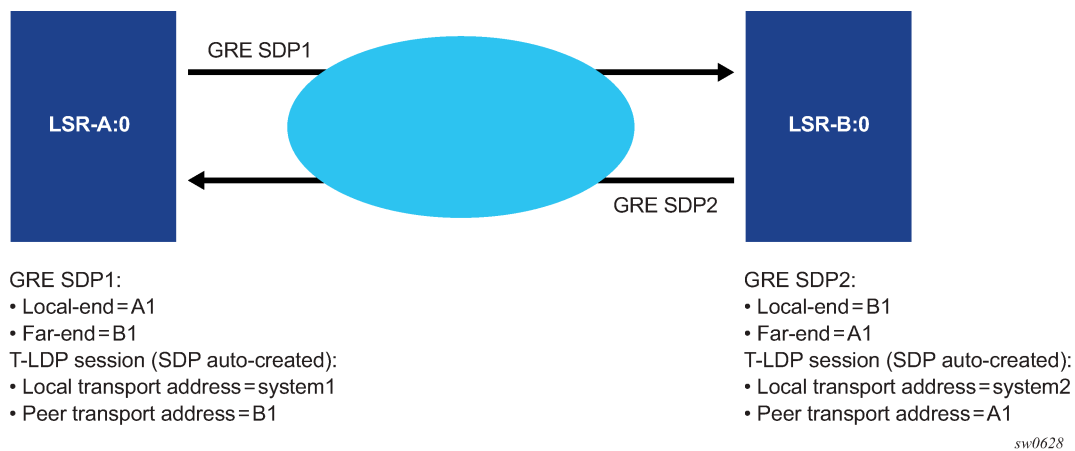 GRE SDP1
LSR-A:0
LSR-B:0
GRE SDP2
GRE SDP1:
• Local-end=A1
• Far-end=B1
T-LDP session (SDP auto-created):
• Local transport address=system1
• Peer transport address=B1
GRE SDP2:
• Local-end=B1
• Far-end=A1
T-LDP session (SDP auto-created):
• Local transport address=system2
• Peer transport address=A1
sw0628